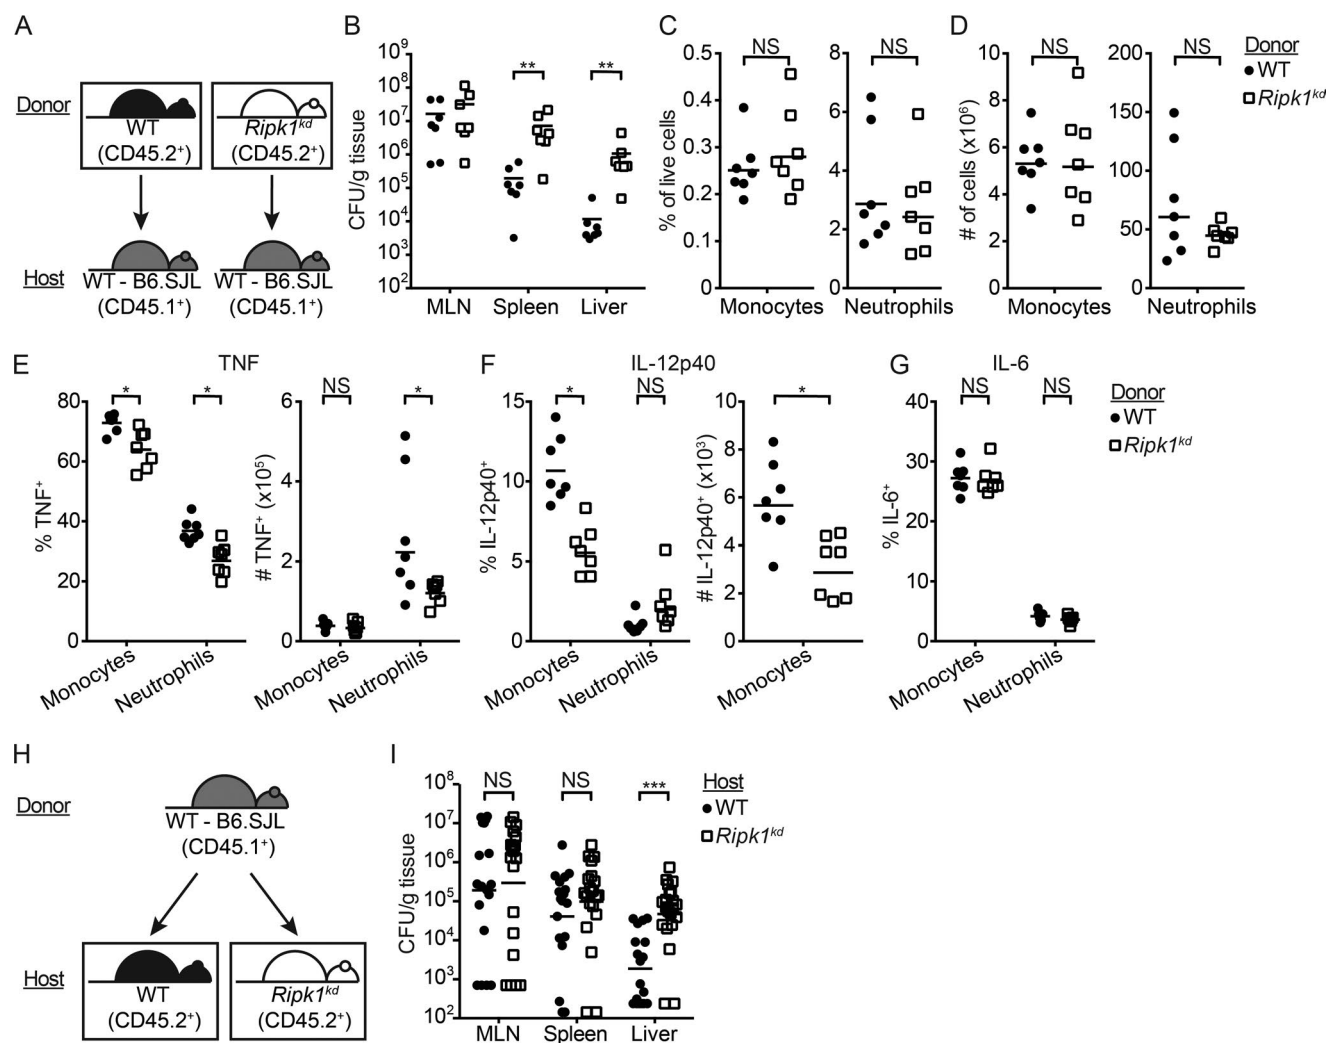 A
Donor
WT
(CD45.2⁺)
Ripk1ᵏᵈ
(CD45.2⁺)
Host
WT - B6.SJL
(CD45.1⁺)
WT - B6.SJL
(CD45.1⁺)
B
CFU/g tissue
10⁹
10⁸
10⁷
10⁶
10⁵
10⁴
10³
10²
**
**
MLN Spleen Liver
C
% of live cells
0.5
0.4
0.3
0.2
0.1
0
NS
Monocytes
8
6
4
2
0
NS
Neutrophils
D
# of cells (x10⁶)
10
8
6
4
2
0
NS
Monocytes
200
150
100
50
0
NS
Neutrophils
Donor
WT
Ripk1ᵏᵈ
E
TNF
% TNF⁺
80
60
40
20
0
*
*
Monocytes
Neutrophils
# TNF⁺ (x10⁵)
6
4
2
0
NS
*
Monocytes
Neutrophils
F
IL-12p40
% IL-12p40⁺
15
10
5
0
*
NS
Monocytes
Neutrophils
# IL-12p40⁺ (x10³)
10
8
6
4
2
0
*
Monocytes
G
IL-6
% IL-6⁺
40
30
20
10
0
NS
NS
Monocytes
Neutrophils
Donor
WT
Ripk1ᵏᵈ
H
Donor
WT - B6.SJL
(CD45.1⁺)
Host
WT
(CD45.2⁺)
Ripk1ᵏᵈ
(CD45.2⁺)
I
CFU/g tissue
10⁸
10⁷
10⁶
10⁵
10⁴
10³
10²
NS
NS
***
MLN Spleen Liver
Host
WT
Ripk1ᵏᵈ